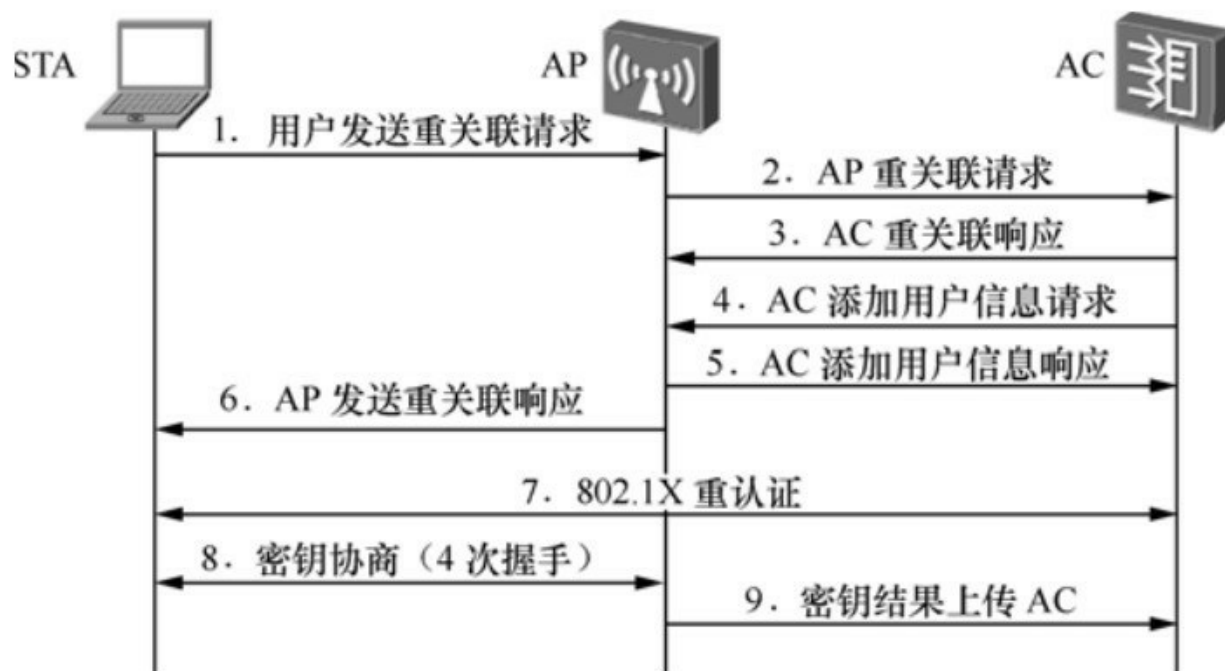 STA
AP
AC
1. 用户发送重关联请求
2. AP 重关联请求
3. AC 重关联响应
4. AC 添加用户信息请求
5. AC 添加用户信息响应
6. AP 发送重关联响应
7. 802.1X 重认证
8. 密钥协商（4 次握手）
9. 密钥结果上传 AC